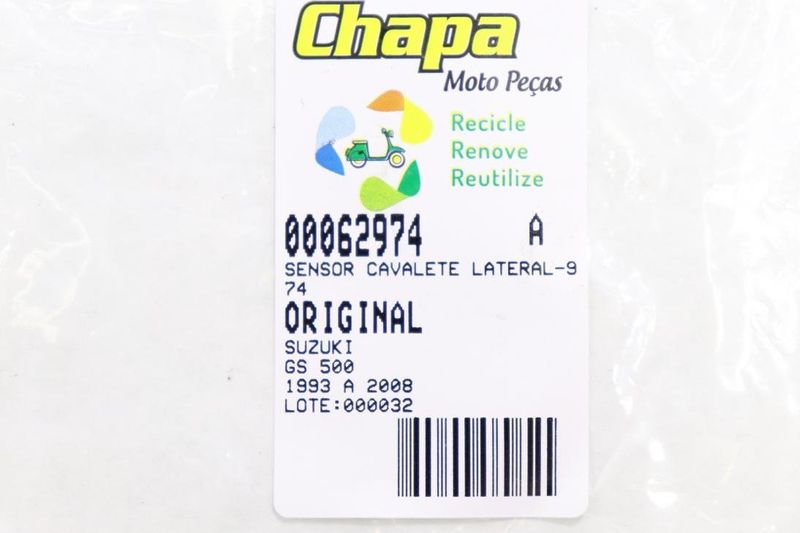 Chapa
Moto Peças
Recicle
Renove
Reutilize
00062974 A
SENSOR CAVALETE LATERAL-9
74
ORIGINAL
SUZUKI
GS 500
1993 A 2008
LOTE:000032